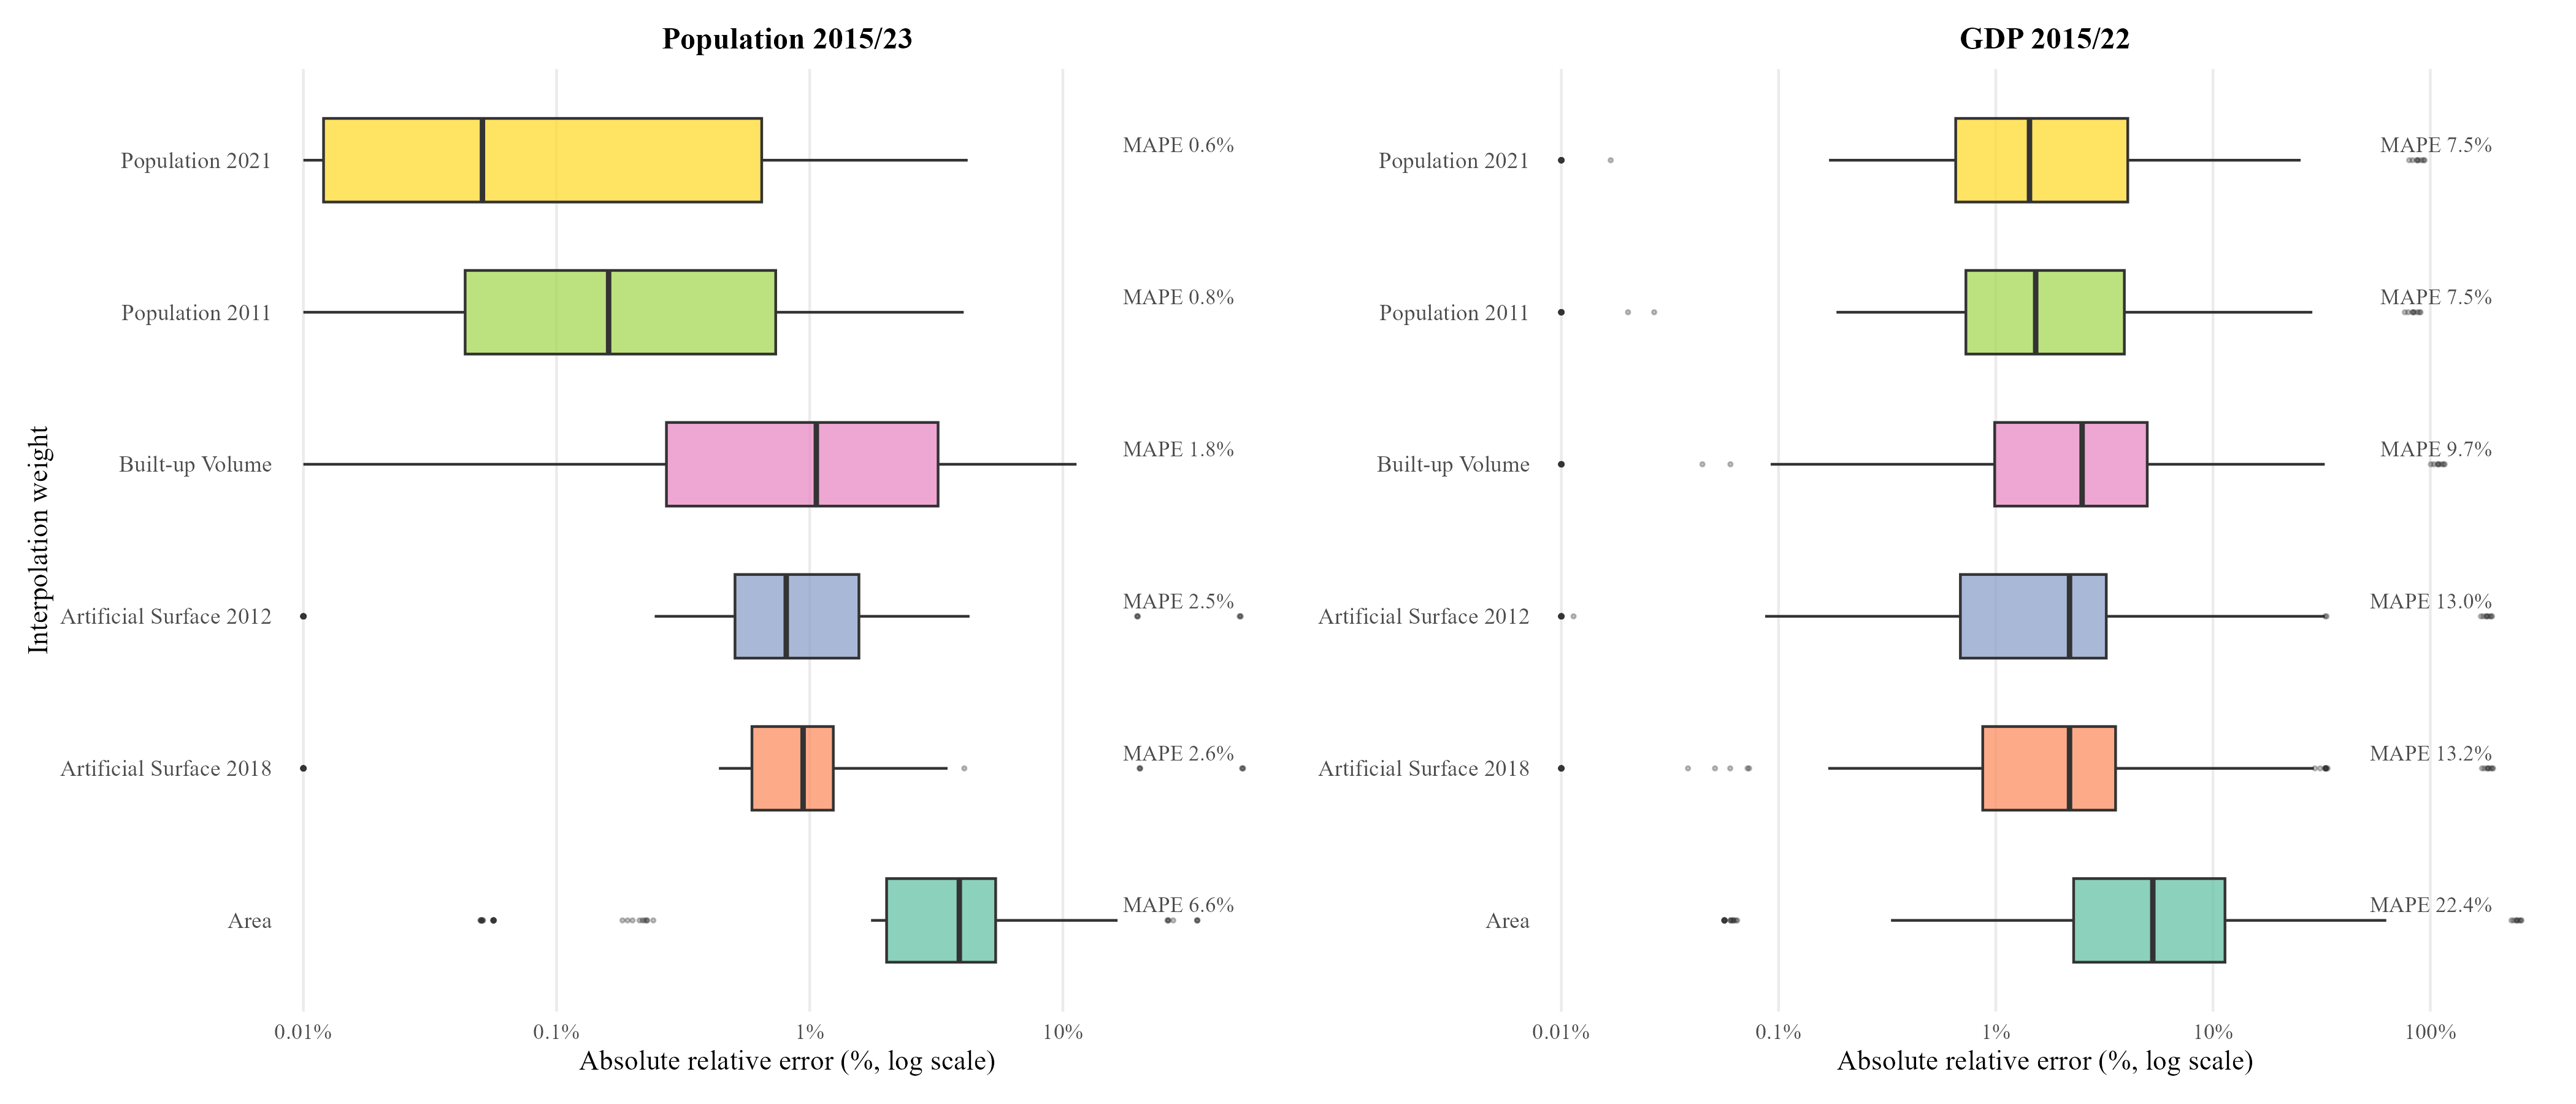 Population 2015/23
Interpolation weight
Population 2021
MAPE 0.6%
Population 2011
MAPE 0.8%
Built-up Volume
MAPE 1.8%
Artificial Surface 2012
MAPE 2.5%
Artificial Surface 2018
MAPE 2.6%
Area
MAPE 6.6%
0.01% 0.1% 1% 10%
Absolute relative error (%, log scale)
GDP 2015/22
Population 2021
MAPE 7.5%
Population 2011
MAPE 7.5%
Built-up Volume
MAPE 9.7%
Artificial Surface 2012
MAPE 13.0%
Artificial Surface 2018
MAPE 13.2%
Area
MAPE 22.4%
0.01% 0.1% 1% 10% 100%
Absolute relative error (%, log scale)